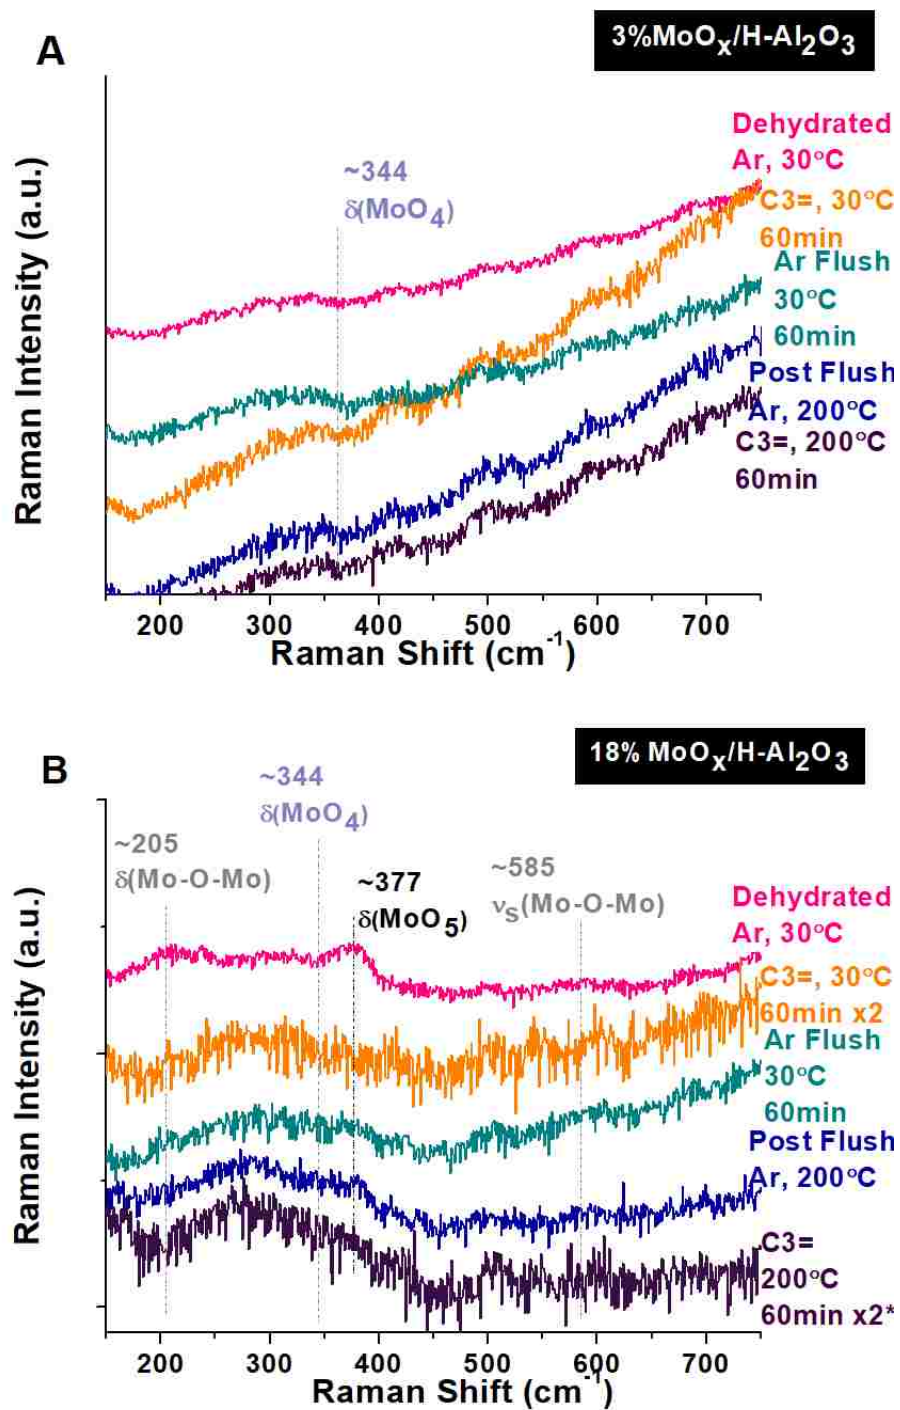 A
3%MoOx/H-Al2O3
Dehydrated
Ar, 30°C
~344
δ(MoO4)
C3=, 30°C
60min
Ar Flush
30°C
60min
Post Flush
Ar, 200°C
C3=, 200°C
60min
Raman Intensity (a.u.)
200 300 400 500 600 700
Raman Shift (cm-1)
B
18% MoOx/H-Al2O3
~344
δ(MoO4)
~205
δ(Mo-O-Mo)
~377
δ(MoO5)
~585
νs(Mo-O-Mo)
Dehydrated
Ar, 30°C
C3=, 30°C
60min x2
Ar Flush
30°C
60min
Post Flush
Ar, 200°C
C3=
200°C
60min x2*
Raman Intensity (a.u.)
200 300 400 500 600 700
Raman Shift (cm-1)